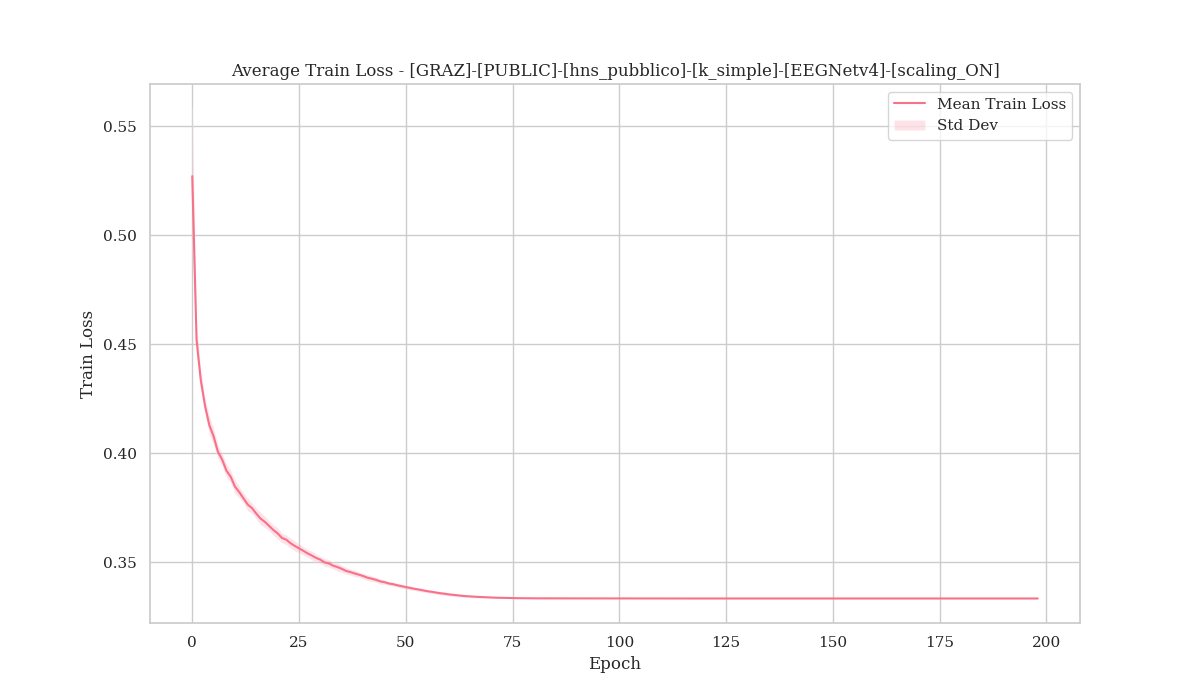 Average Train Loss - [GRAZ]-[PUBLIC]-[hns_pubblico]-[k_simple]-[EEGNetv4]-[scaling_ON]
Mean Train Loss
Std Dev
Train Loss
0.55
0.50
0.45
0.40
0.35
0 25 50 75 100 125 150 175 200
Epoch